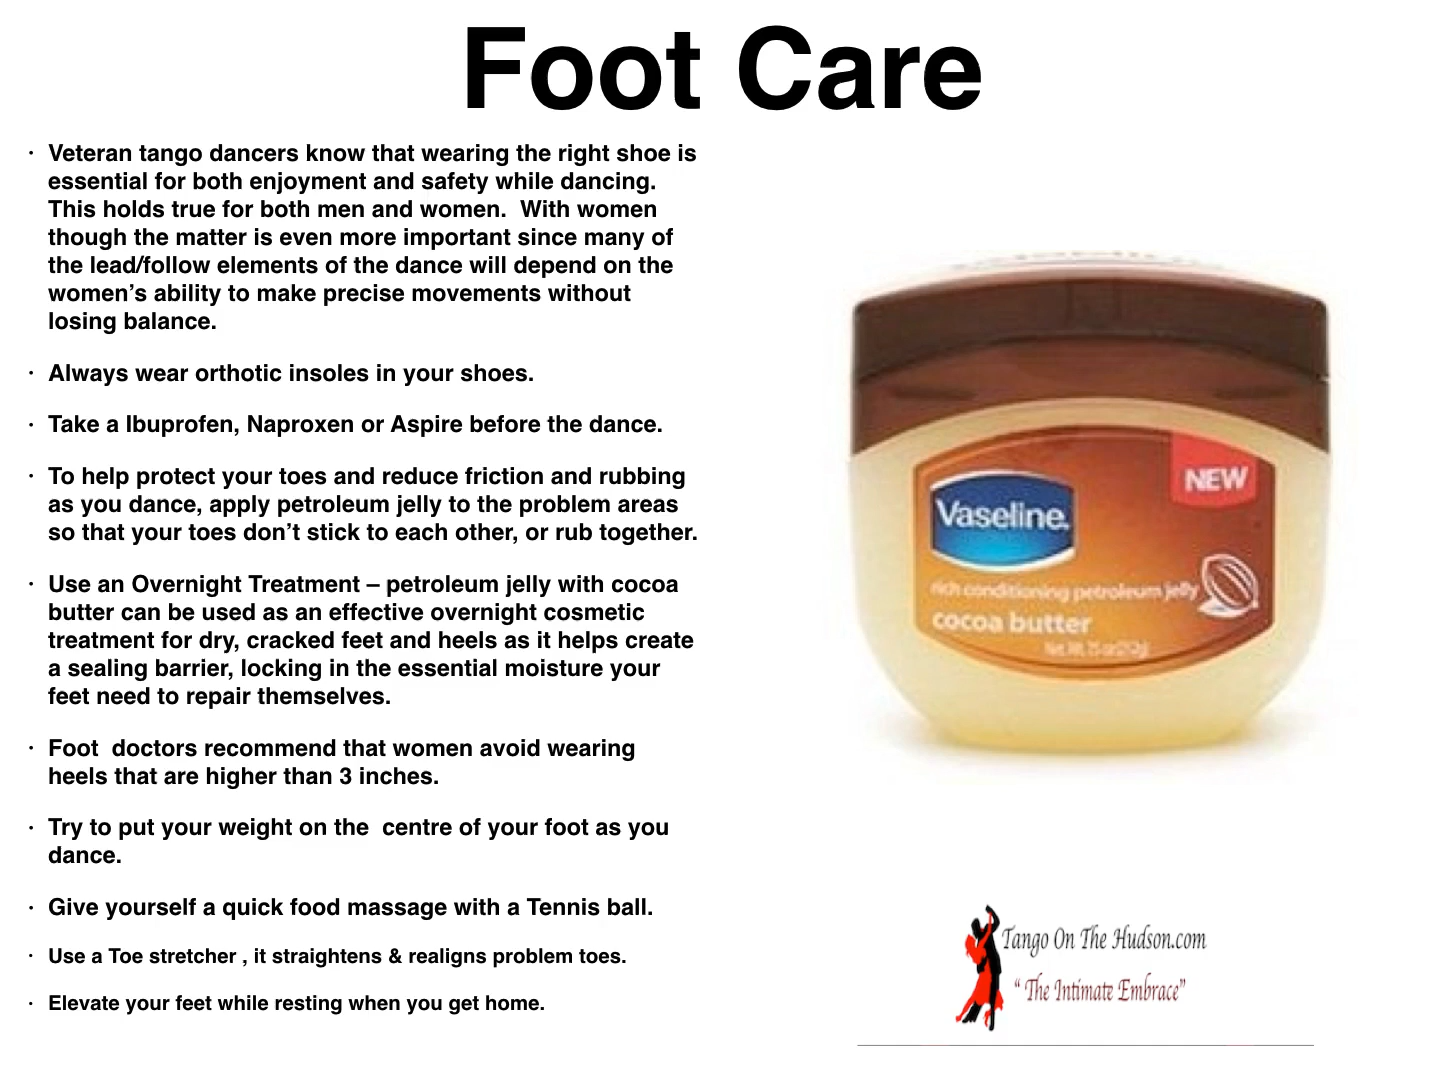 Foot Care
· Veteran tango dancers know that wearing the right shoe is
essential for both enjoyment and safety while dancing.
This holds true for both men and women.  With women
though the matter is even more important since many of
the lead/follow elements of the dance will depend on the
women’s ability to make precise movements without
losing balance.
· Always wear orthotic insoles in your shoes.
· Take a Ibuprofen, Naproxen or Aspire before the dance.
· To help protect your toes and reduce friction and rubbing
as you dance, apply petroleum jelly to the problem areas
so that your toes don’t stick to each other, or rub together.
· Use an Overnight Treatment – petroleum jelly with cocoa
butter can be used as an effective overnight cosmetic
treatment for dry, cracked feet and heels as it helps create
a sealing barrier, locking in the essential moisture your
feet need to repair themselves.
· Foot  doctors recommend that women avoid wearing
heels that are higher than 3 inches.
· Try to put your weight on the  centre of your foot as you
dance.
· Give yourself a quick food massage with a Tennis ball.
· Use a Toe stretcher , it straightens & realigns problem toes.
· Elevate your feet while resting when you get home.
NEW
Vaseline.
rich conditioning petroleum jelly
cocoa butter
Tango On The Hudson.com
“ The Intimate Embrace”